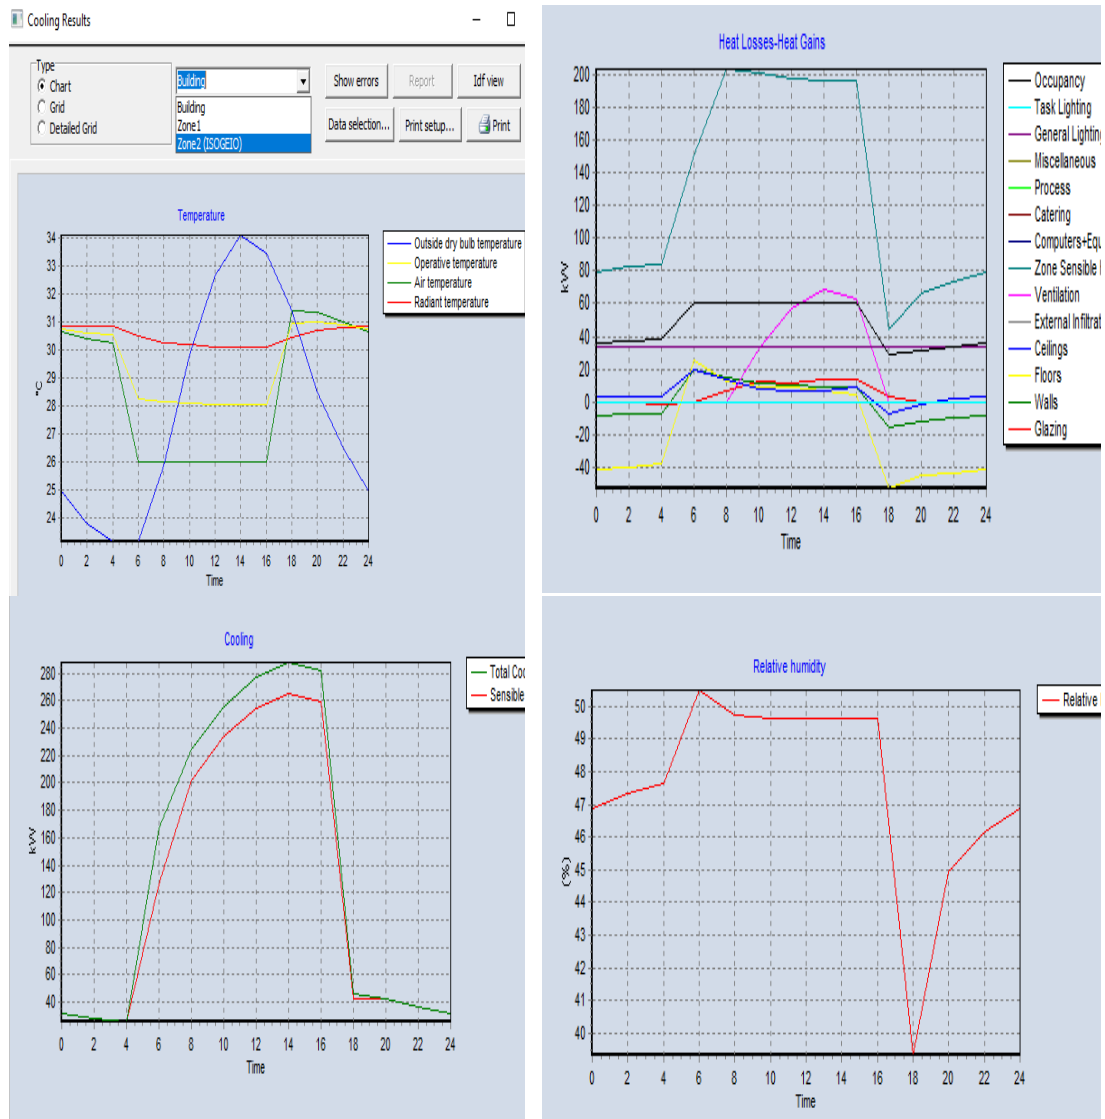 Cooling Results
Type
Chart
Grid
Detailed Grid
Building
Building
Zone1
Zone2 (ISOGEIO)
Show errors
Report
Idf view
Data selection...
Print setup...
Print
Temperature
34
33
32
31
30
29
28
27
26
25
24
°C
0 2 4 6 8 10 12 14 16 18 20 22 24
Time
Outside dry bulb temperature
Operative temperature
Air temperature
Radiant temperature
Heat Losses-Heat Gains
200
180
160
140
120
100
80
60
40
20
0
-20
-40
kW
0 2 4 6 8 10 12 14 16 18 20 22 24
Time
Occupancy
Task Lighting
General Lighting
Miscellaneous
Process
Catering
Computers+Equ
Zone Sensible
Ventilation
External Infiltrat
Ceilings
Floors
Walls
Glazing
Cooling
280
260
240
220
200
180
160
140
120
100
80
60
40
kW
0 2 4 6 8 10 12 14 16 18 20 22 24
Time
Total Coo
Sensible
Relative humidity
50
49
48
47
46
45
44
43
42
41
40
(%)
0 2 4 6 8 10 12 14 16 18 20 22 24
Time
Relative